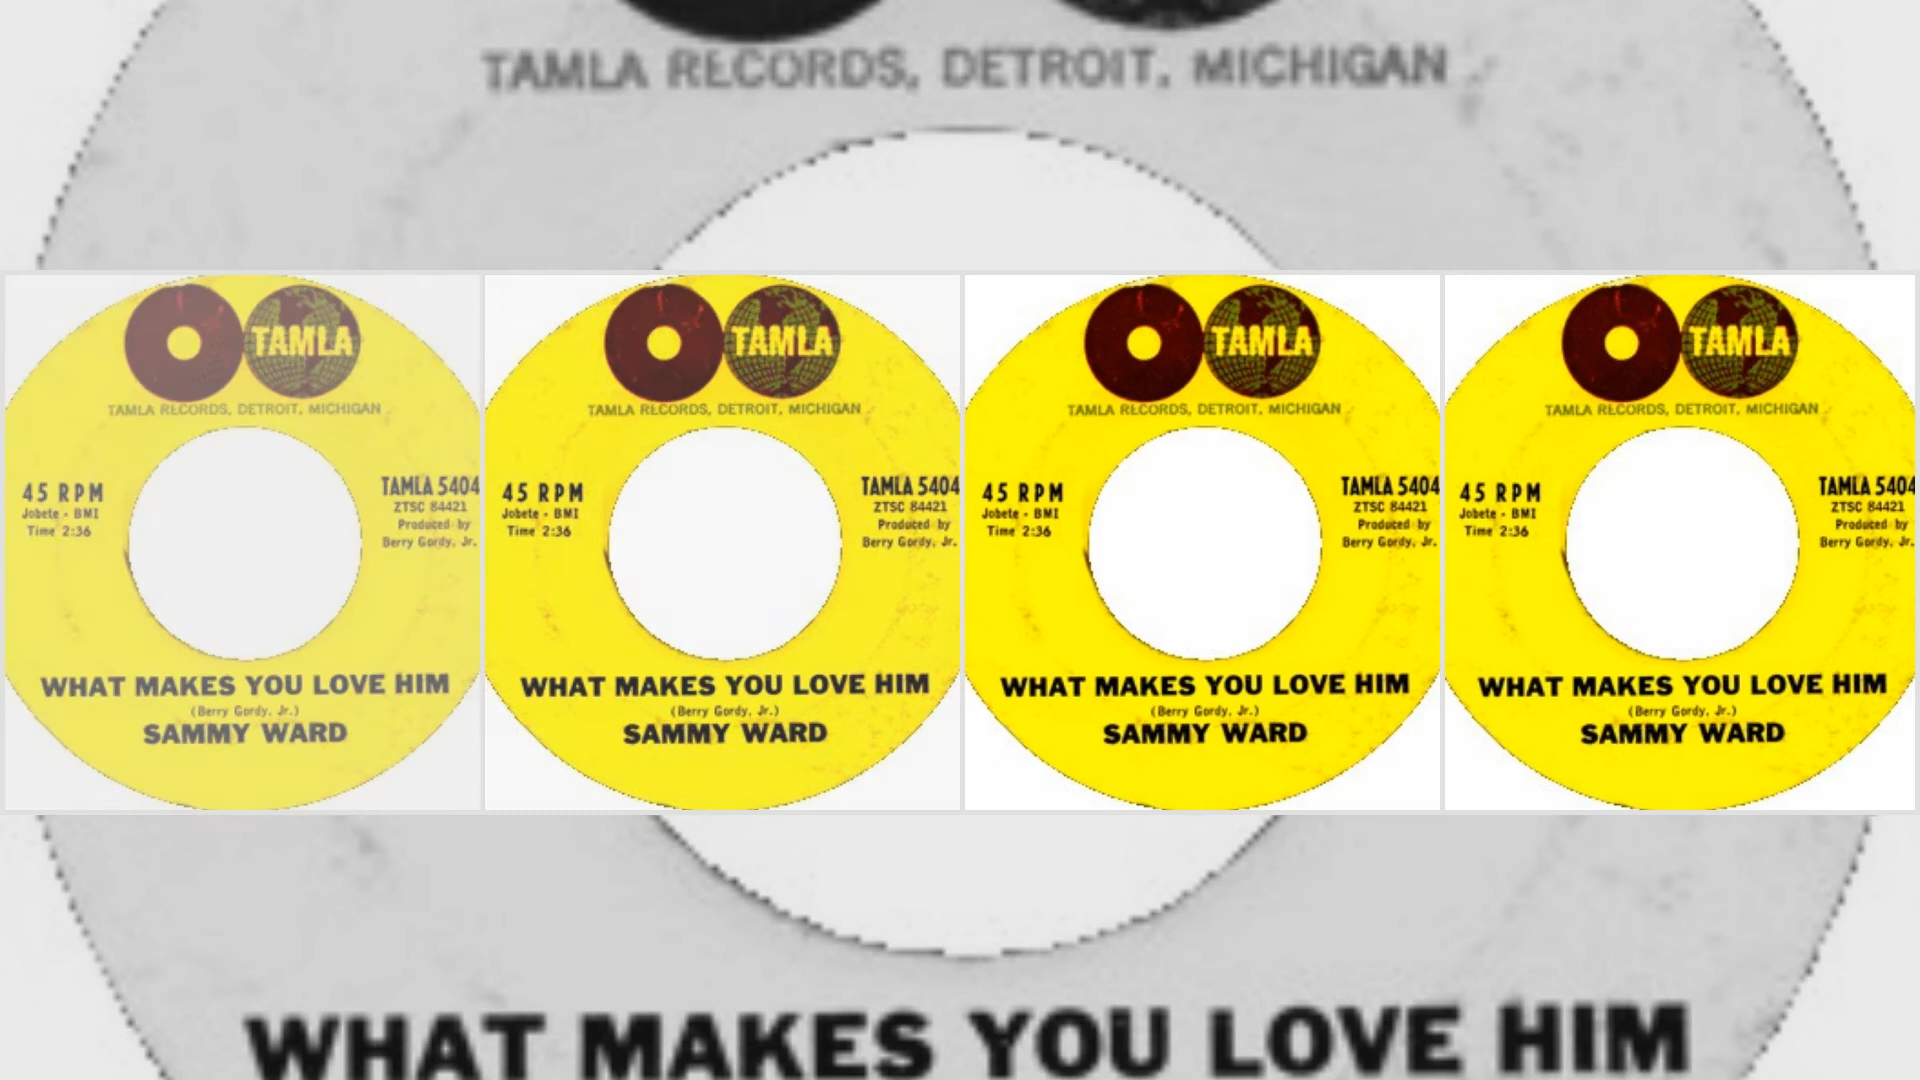 TAMLA RECORDS, DETROIT, MICHIGAN
TAMLA
TAMLA RECORDS, DETROIT, MICHIGAN
45 RPM
Jobete - BMI
Time 2:36
TAMLA 5404
ZTSC 84421
Produced by
Berry Gordy, Jr.
WHAT MAKES YOU LOVE HIM
(Berry Gordy, Jr.)
SAMMY WARD
TAMLA
TAMLA RECORDS, DETROIT, MICHIGAN
45 RPM
Jobete - BMI
Time 2:36
TAMLA 5404
ZTSC 84421
Produced by
Berry Gordy, Jr.
WHAT MAKES YOU LOVE HIM
(Berry Gordy, Jr.)
SAMMY WARD
TAMLA
TAMLA RECORDS, DETROIT, MICHIGAN
45 RPM
Jobete - BMI
Time 2:36
TAMLA 5404
ZTSC 84421
Produced by
Berry Gordy, Jr.
WHAT MAKES YOU LOVE HIM
(Berry Gordy, Jr.)
SAMMY WARD
TAMLA
TAMLA RECORDS, DETROIT, MICHIGAN
45 RPM
Jobete - BMI
Time 2:36
TAMLA 5404
ZTSC 84421
Produced by
Berry Gordy, Jr.
WHAT MAKES YOU LOVE HIM
(Berry Gordy, Jr.)
SAMMY WARD
WHAT MAKES YOU LOVE HIM